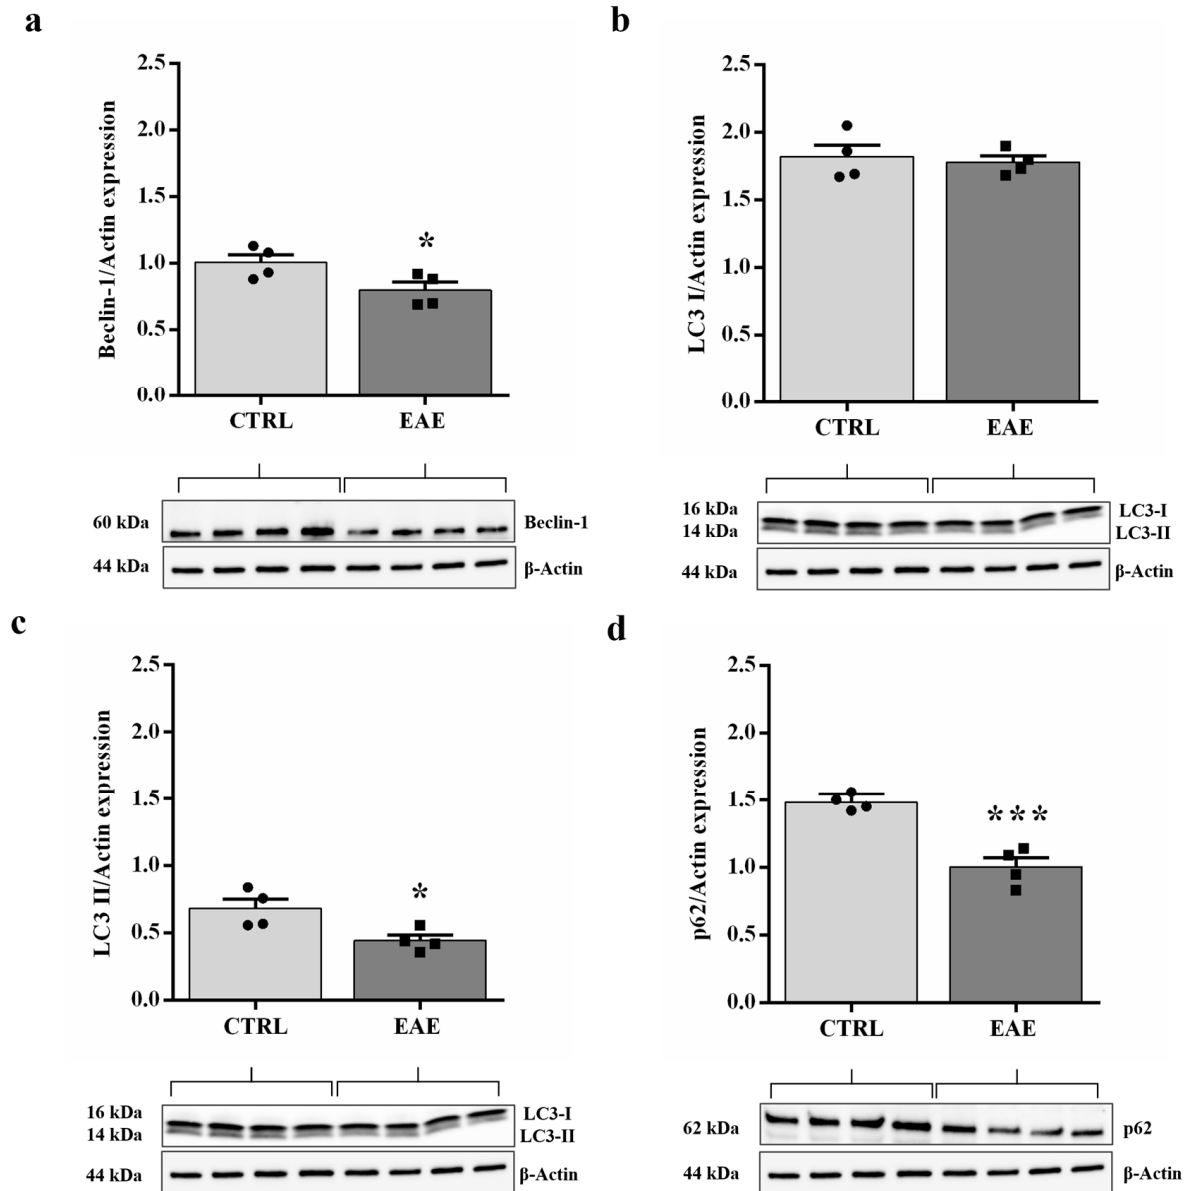 a
Beclin-1/Actin expression
2.5
2.0
1.5
1.0
0.5
0.0
*
CTRL EAE
60 kDa Beclin-1
44 kDa β-Actin
b
LC3 I/Actin expression
2.5
2.0
1.5
1.0
0.5
0.0
CTRL EAE
16 kDa LC3-I
14 kDa LC3-II
44 kDa β-Actin
c
LC3 II/Actin expression
2.5
2.0
1.5
1.0
0.5
0.0
*
CTRL EAE
16 kDa LC3-I
14 kDa LC3-II
44 kDa β-Actin
d
p62/Actin expression
2.5
2.0
1.5
1.0
0.5
0.0
***
CTRL EAE
62 kDa p62
44 kDa β-Actin